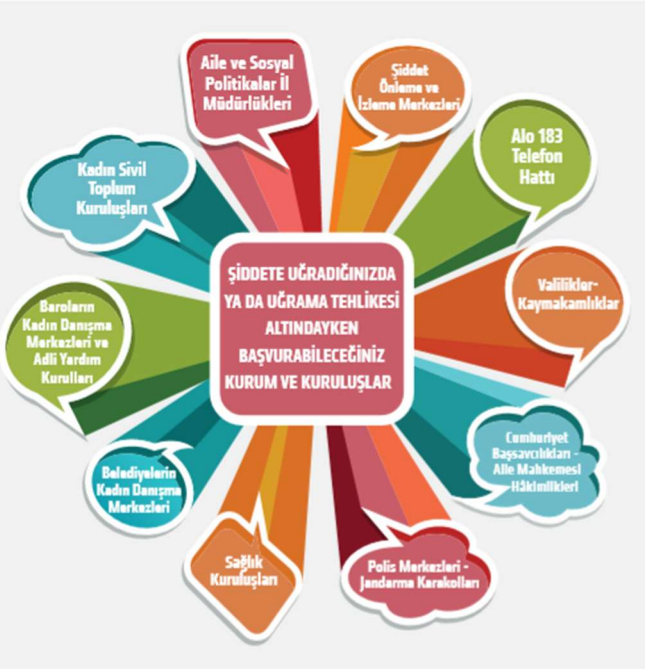 Aile ve Sosyal
Politikalar İl
Müdürlükleri
Şiddet
Önleme ve
İzleme Merkezleri
Alo 183
Telefon
Hattı
Valilikler-
Kaymakamlıklar
Cumhuriyet
Başsavcılıkları -
Aile Mahkemesi
Hâkimlikleri
Polis Merkezleri -
Jandarma Karakolları
Sağlık
Kuruluşları
Belediyelerin
Kadın Danışma
Merkezleri
Baroların
Kadın Danışma
Merkezleri ve
Adli Yardım
Kurulları
Kadın Sivil
Toplum
Kuruluşları
ŞİDDETE UĞRADIĞINIZDA
YA DA UĞRAMA TEHLİKESİ
ALTINDAYKEN
BAŞVURABİLECEĞİNİZ
KURUM VE KURULUŞLAR